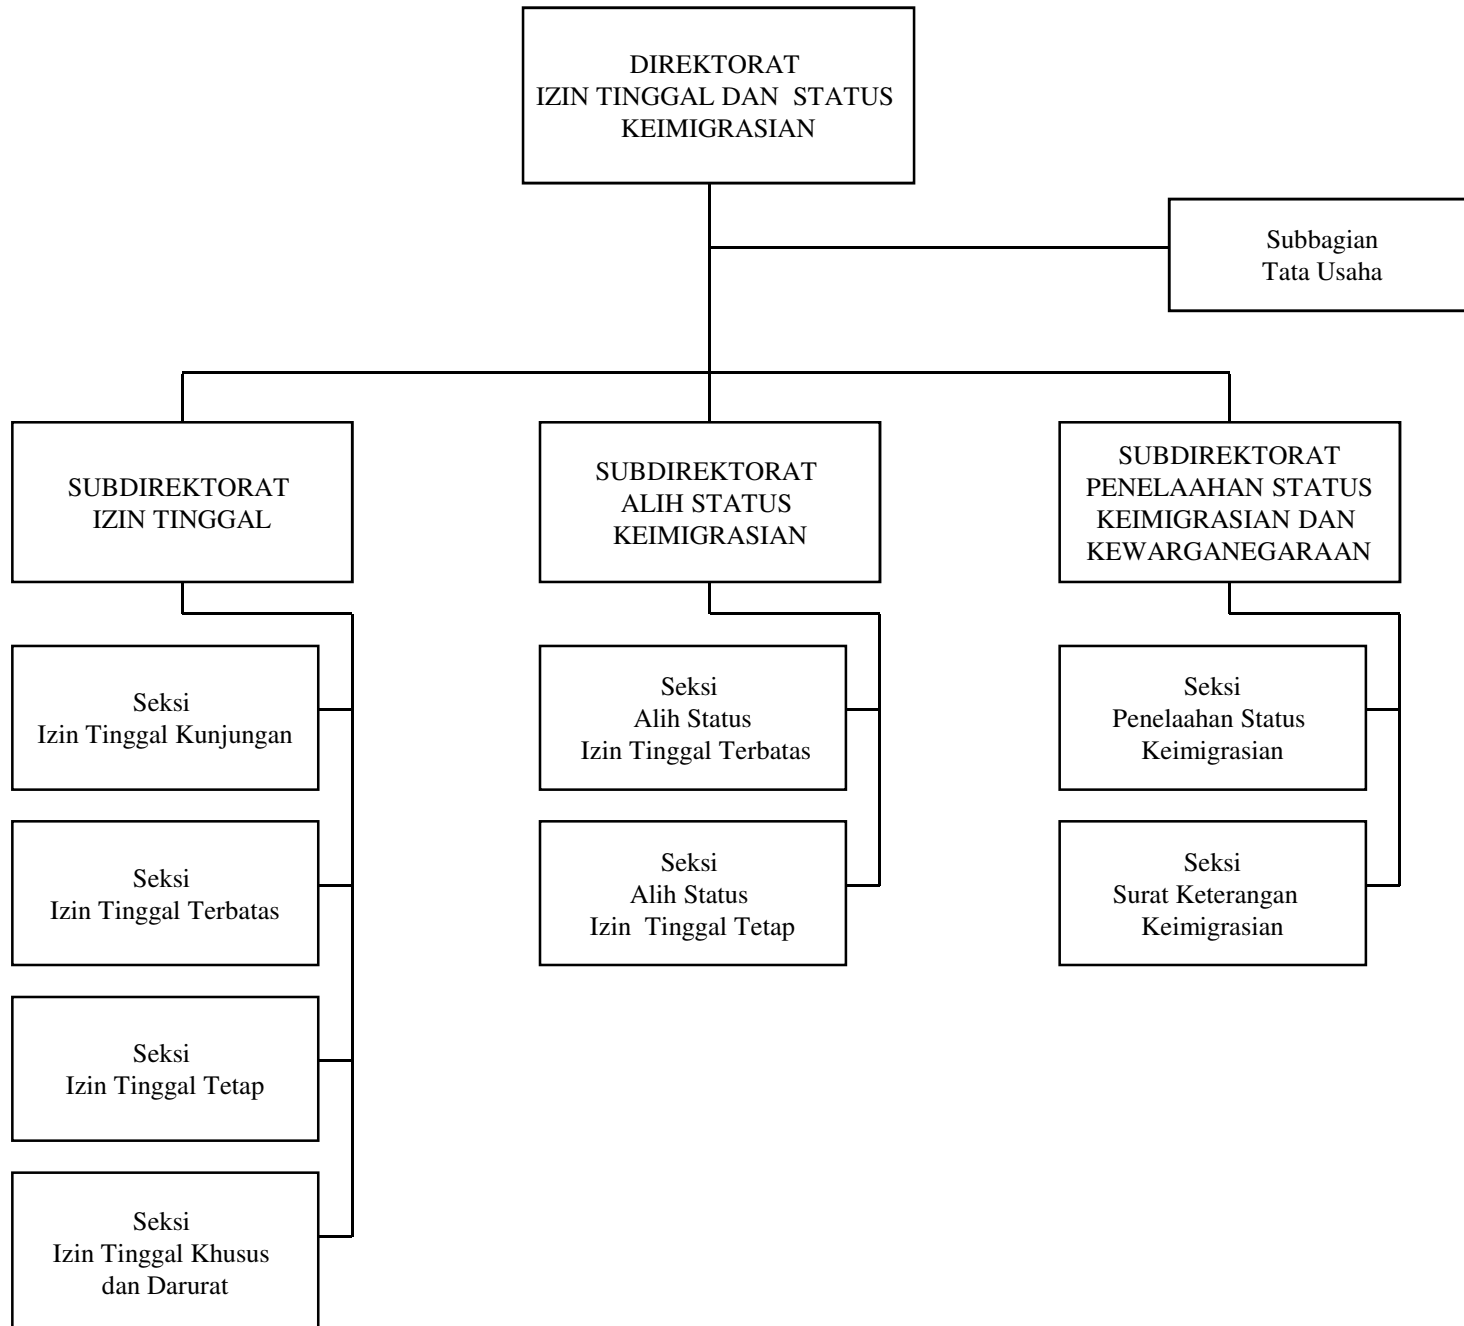 DIREKTORAT
IZIN TINGGAL DAN STATUS
KEIMIGRASIAN
Subbagian
Tata Usaha
SUBDIREKTORAT
IZIN TINGGAL
SUBDIREKTORAT
ALIH STATUS
KEIMIGRASIAN
SUBDIREKTORAT
PENELAAHAN STATUS
KEIMIGRASIAN DAN
KEWARGANEGARAAN
Seksi
Izin Tinggal Kunjungan
Seksi
Alih Status
Izin Tinggal Terbatas
Seksi
Penelaahan Status
Keimigrasian
Seksi
Izin Tinggal Terbatas
Seksi
Alih Status
Izin Tinggal Tetap
Seksi
Surat Keterangan
Keimigrasian
Seksi
Izin Tinggal Tetap
Seksi
Izin Tinggal Khusus
dan Darurat